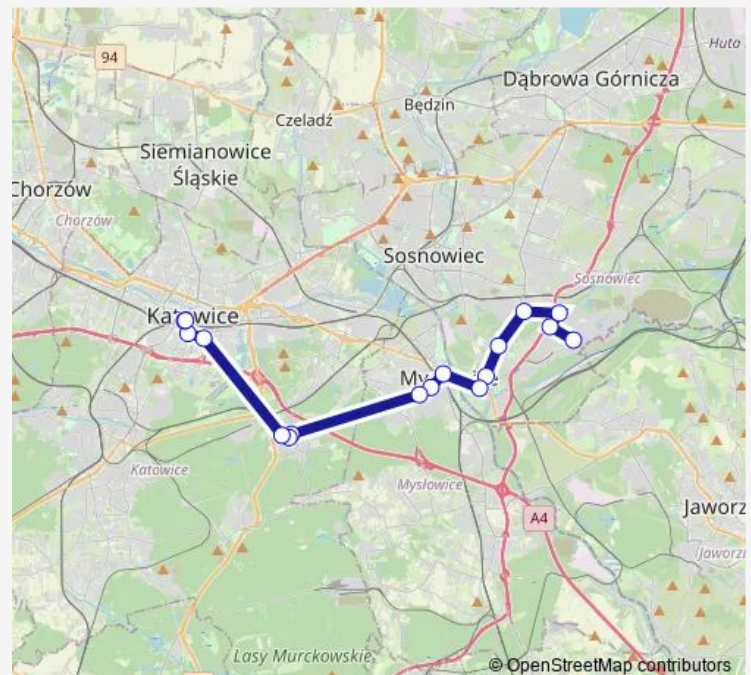 94
Huta
Dąbrowa Górnicza
Będzin
Czeladź
Siemianowice
Śląskie
Chorzów
Chorzów
Sosnowiec
Sosnowiec
Katowice
Katowice
Mysłowice
A4
Jaworz
Jaworzn
Lasy Murckowskie
© OpenStreetMap contributors